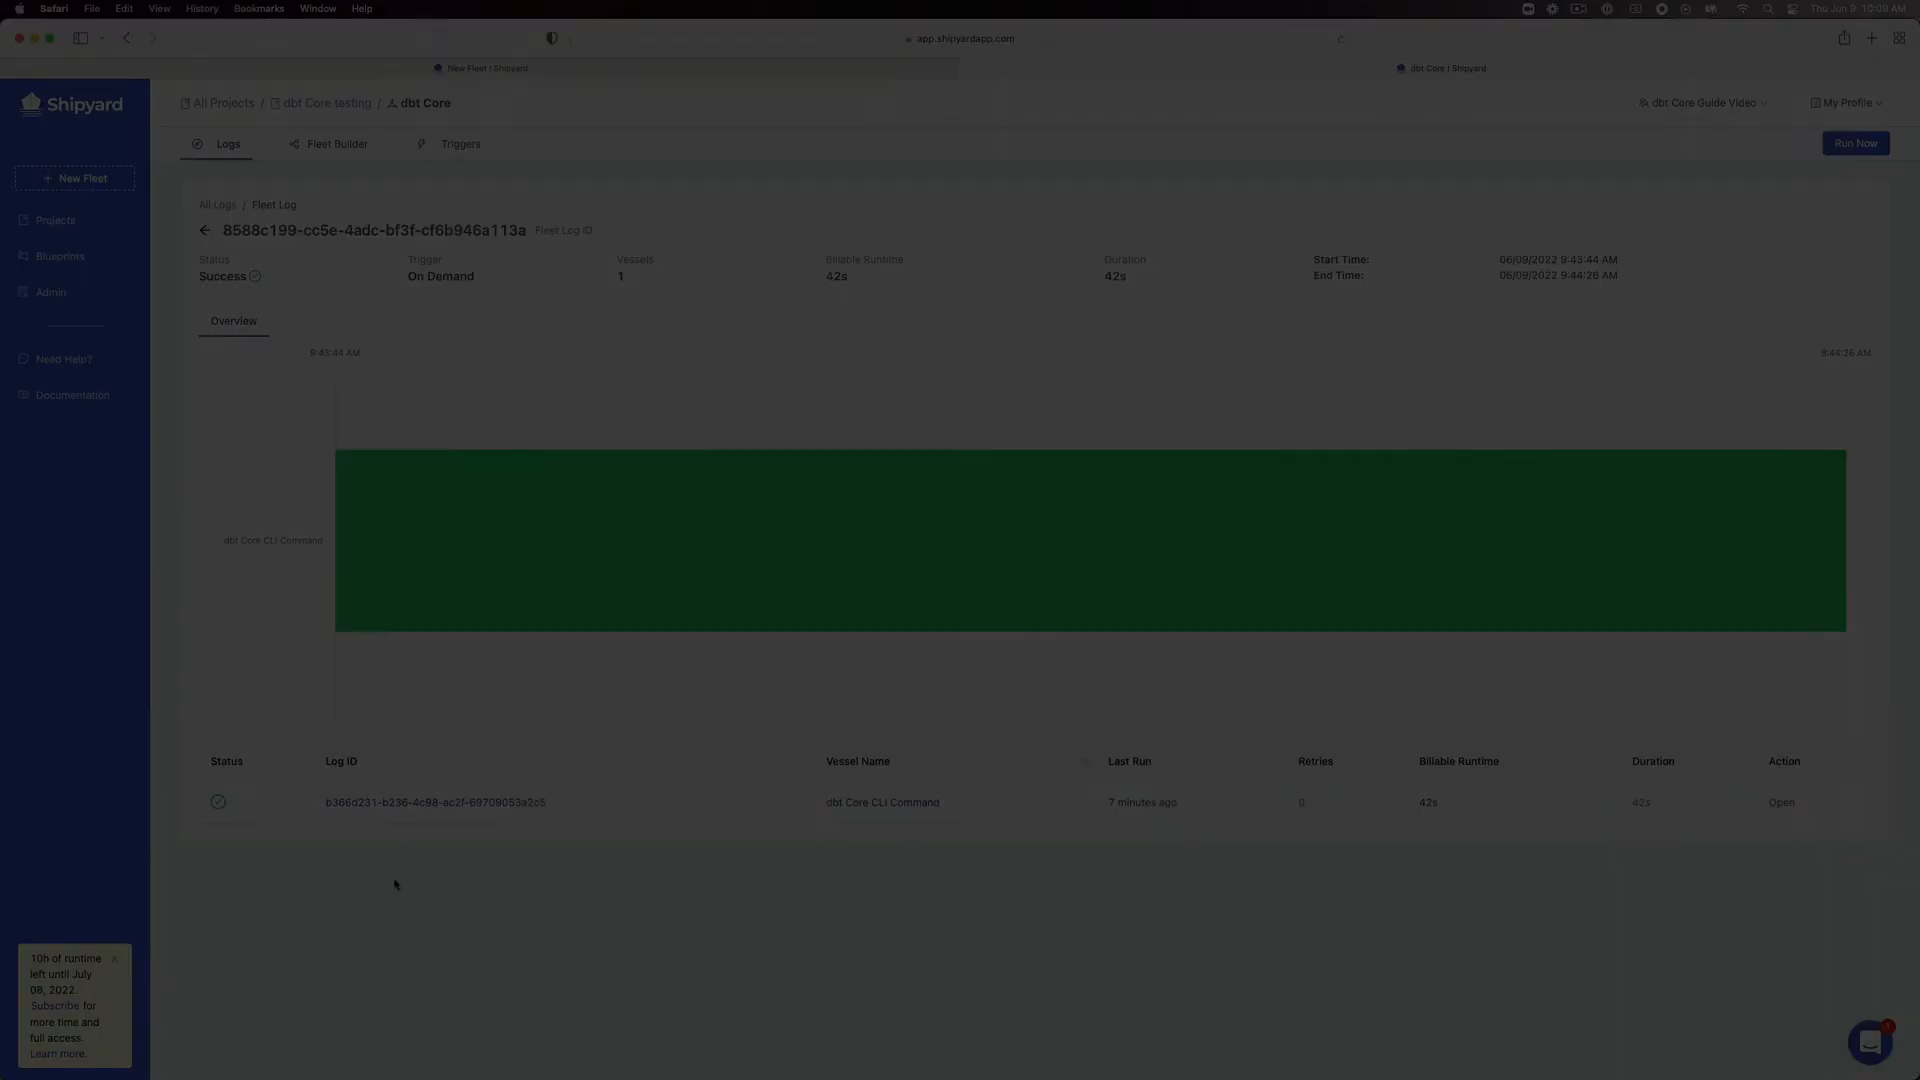 Safari File Edit View History Bookmarks Window Help Thu Jun 9 10:09 AM
app.shipyardapp.com
New Fleet | Shipyard dbt Core | Shipyard
Shipyard
All Projects / dbt Core testing / dbt Core
dbt Core Guide Video My Profile
Logs Fleet Builder Triggers
Run Now
+ New Fleet
Projects
Blueprints
Admin
Need Help?
Documentation
All Logs / Fleet Log
8588c199-cc5e-4adc-bf3f-cf6b946a113a Fleet Log ID
Status Trigger Vessels Billable Runtime Duration Start Time: 06/09/2022 9:43:44 AM
Success On Demand 1 42s 42s End Time: 06/09/2022 9:44:26 AM
Overview
9:43:44 AM 9:44:26 AM
dbt Core CLI Command
Status Log ID Vessel Name Last Run Retries Billable Runtime Duration Action
b366d231-b236-4c98-ac2f-69709053a2c5 dbt Core CLI Command 7 minutes ago 0 42s 42s Open
10h of runtime x
left until July
08, 2022.
Subscribe for
more time and
full access.
Learn more.
1